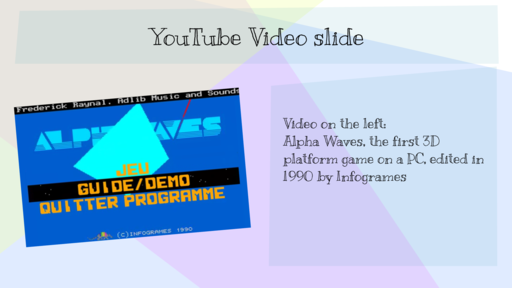 YouTube Video slide
Frederick Raynal. Adlib Music and Sounds
ALPHA WAVES
JEU
GUIDE/DEMO
QUITTER PROGRAMME
(C)INFOGRAMES 1990
Video on the left:
Alpha Waves, the first 3D
platform game on a PC, edited in
1990 by Infogrames